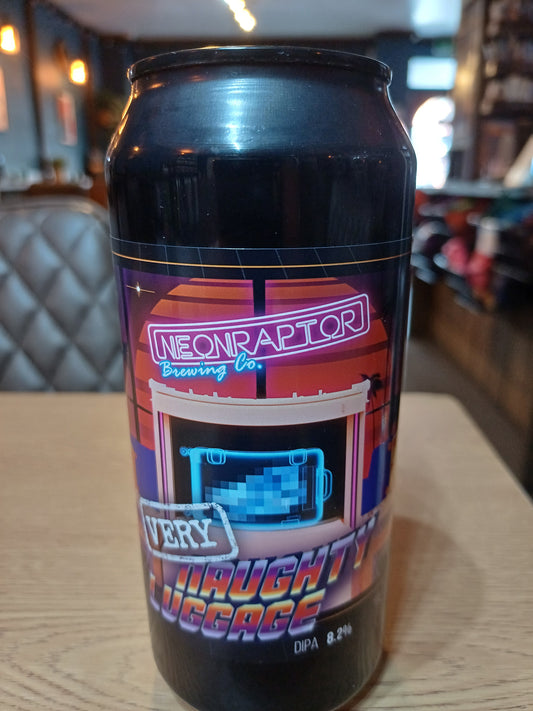 NEONRAPTOR
Brewing Co.
VERY
NAUGHTY
LUGGAGE
DIPA 8.2%